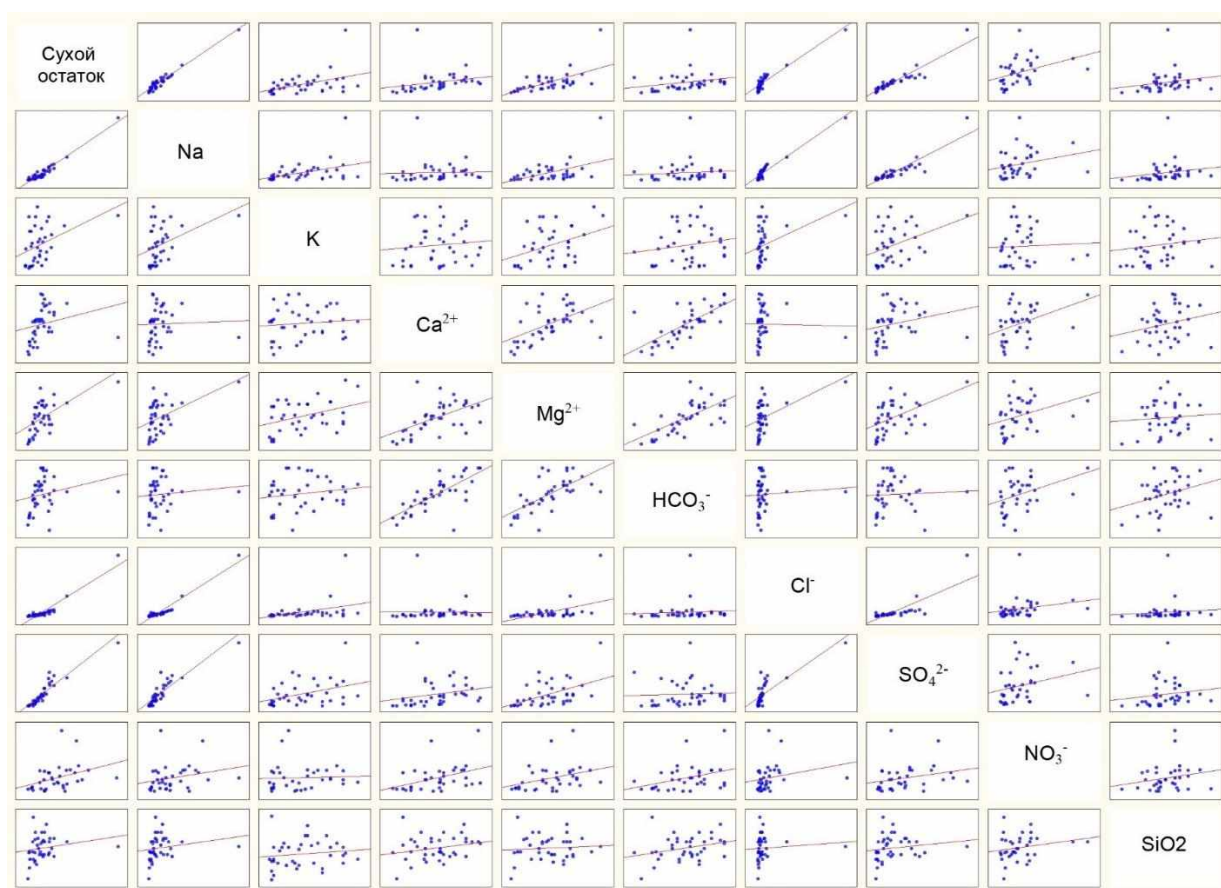 Сухой
остаток
Na
K
Ca²⁺
Mg²⁺
HCO₃⁻
Cl⁻
SO₄²⁻
NO₃⁻
SiO2